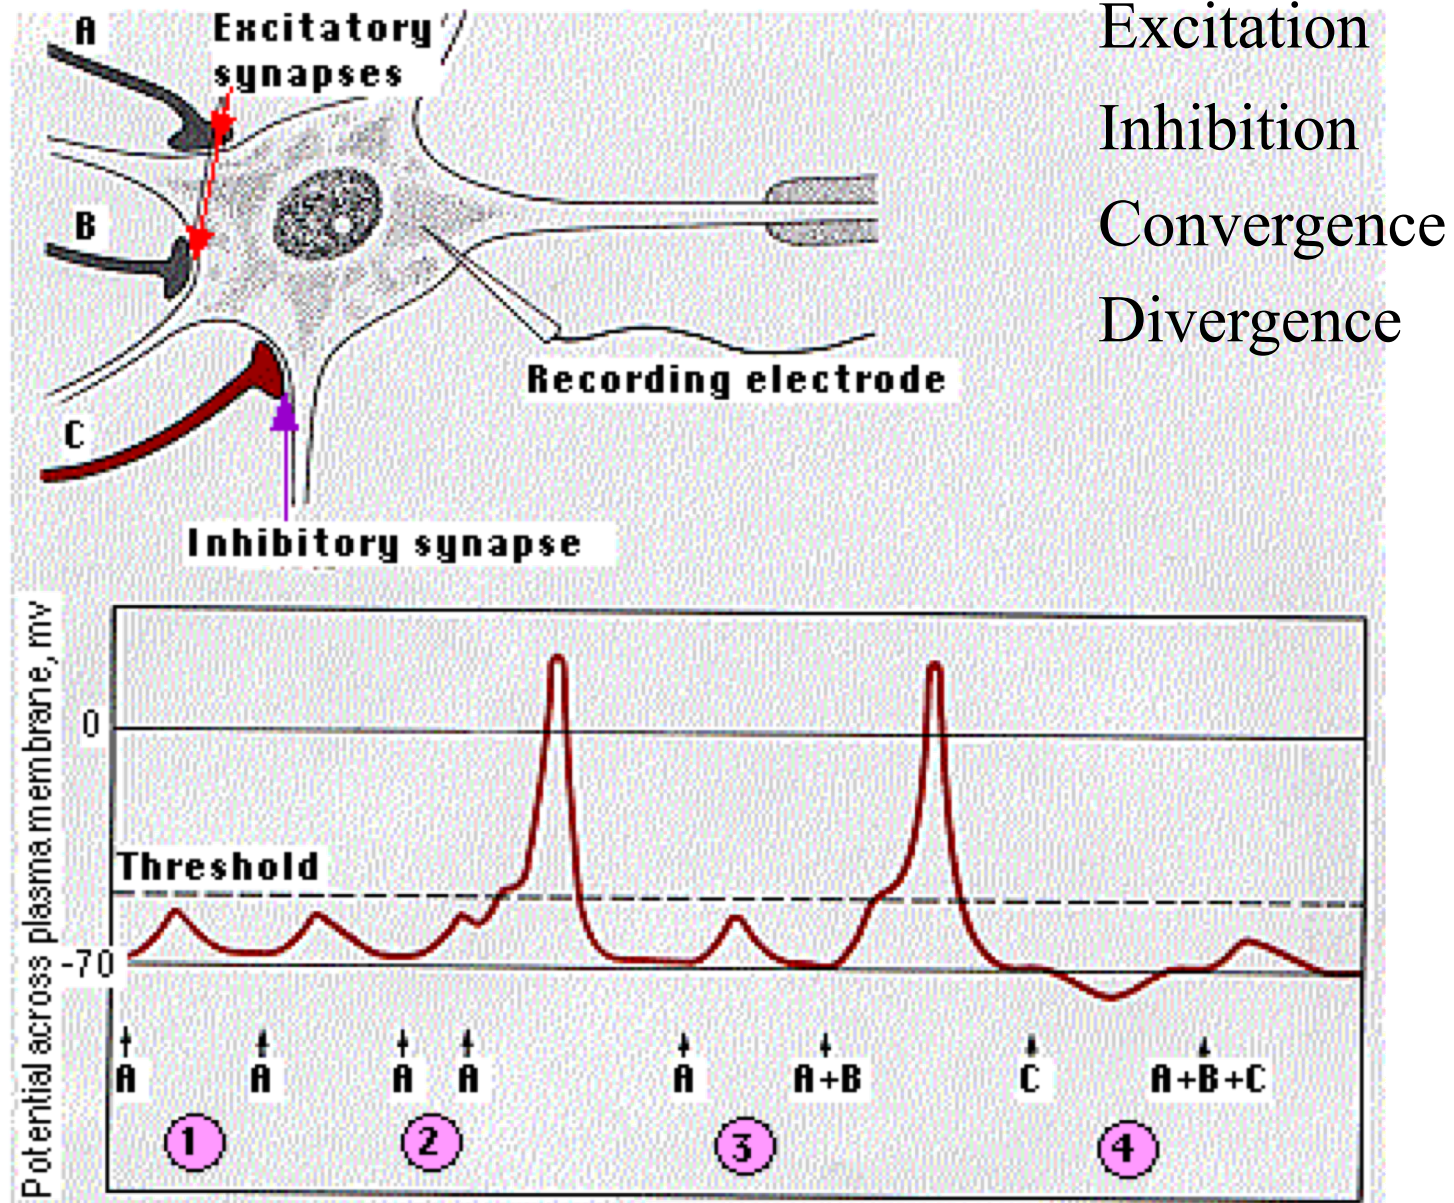 A
Excitatory
synapses
B
C
Recording electrode
Inhibitory synapse
Excitation
Inhibition
Convergence
Divergence
Potential across plasma membrane, mv
0
Threshold
-70
A A A A A A+B C A+B+C
1 2 3 4